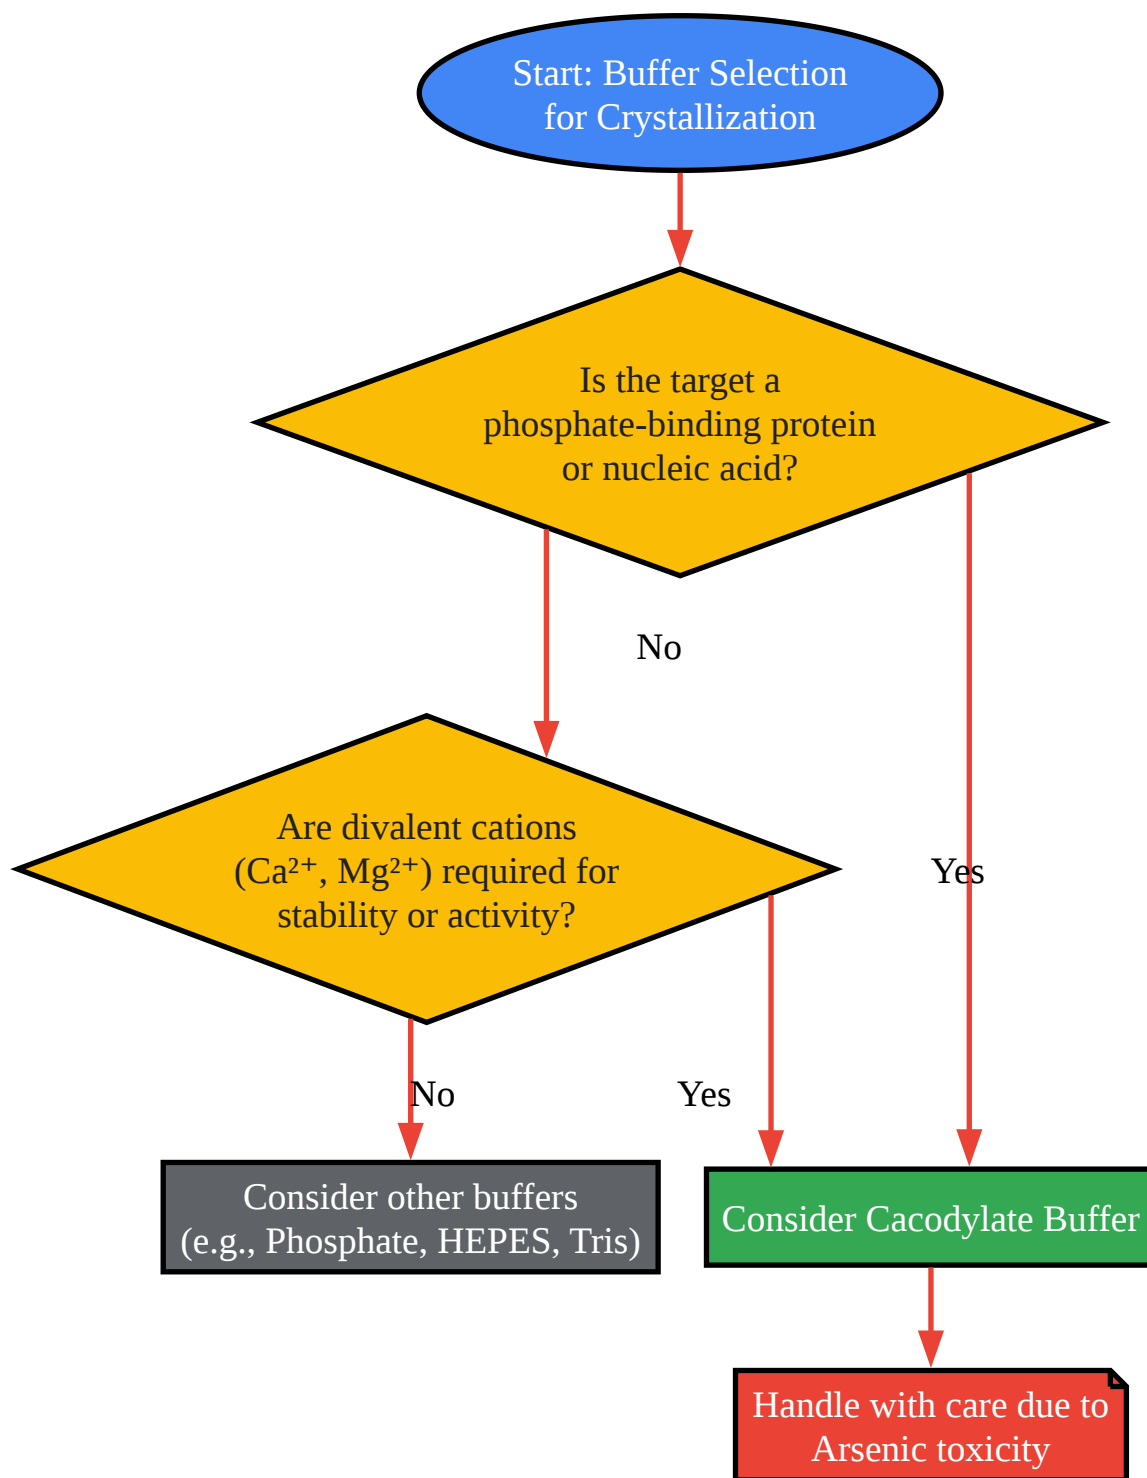 Start: Buffer Selection
for Crystallization
Is the target a
phosphate-binding protein
or nucleic acid?
No
Are divalent cations
(Ca²⁺, Mg²⁺) required for
stability or activity?
Yes
No
Yes
Consider other buffers
(e.g., Phosphate, HEPES, Tris)
Consider Cacodylate Buffer
Handle with care due to
Arsenic toxicity